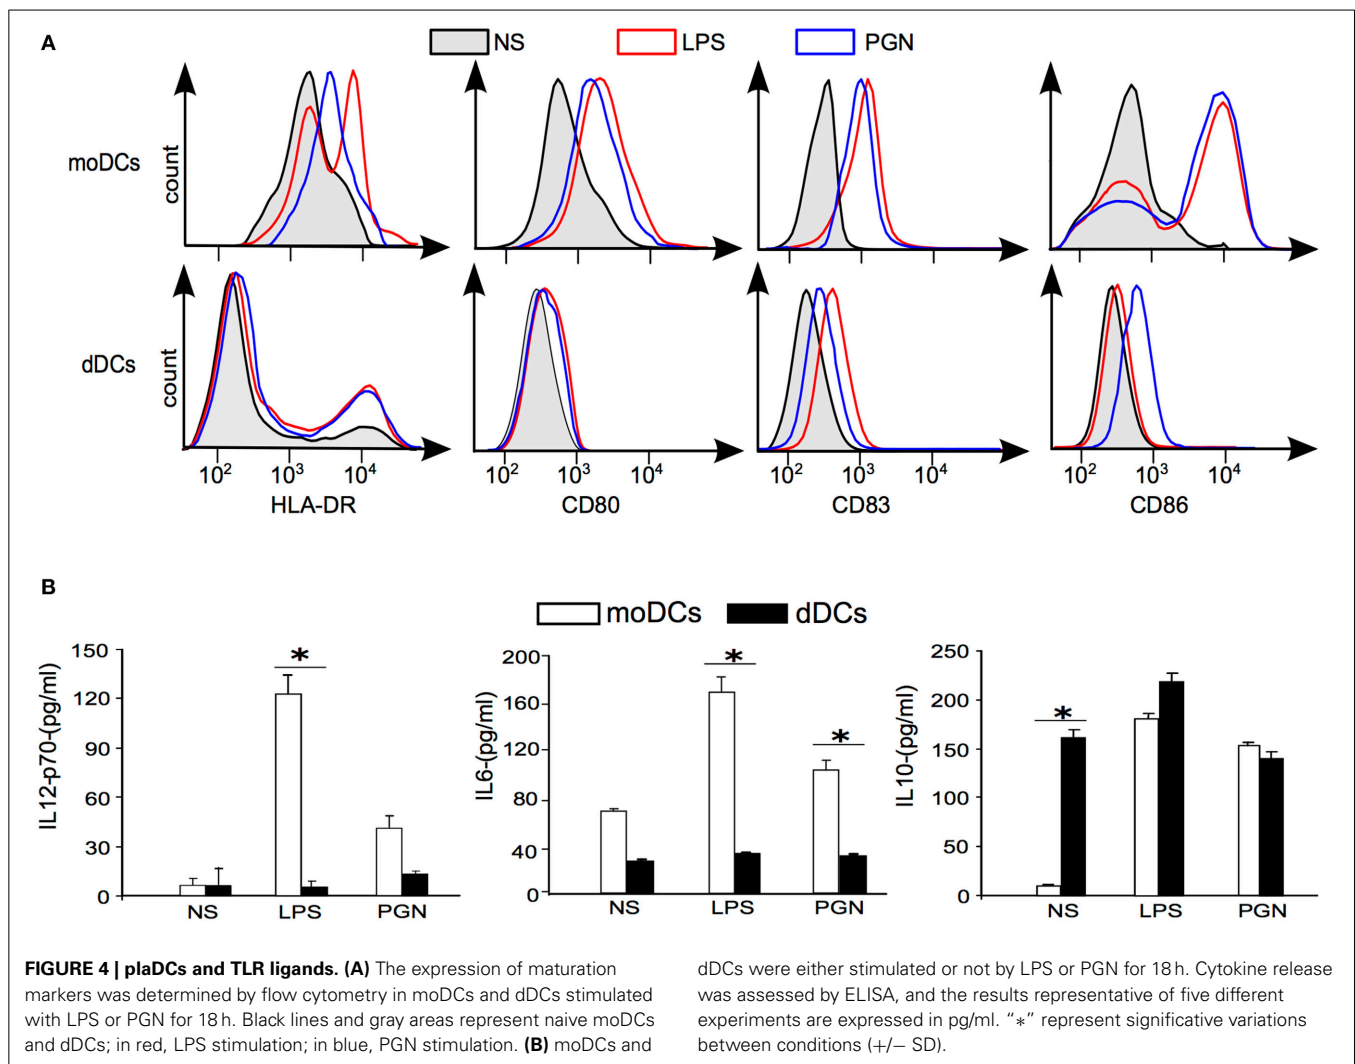 A
NS LPS PGN
moDCs
count
dDCs
count
10² 10³ 10⁴
10² 10³ 10⁴
10² 10³ 10⁴
10² 10³ 10⁴
HLA-DR CD80 CD83 CD86
B
moDCs dDCs
IL12-p70-(pg/ml)
150
120
90
60
30
0
*
NS LPS PGN
IL6-(pg/ml)
200
160
120
80
40
0
*
*
NS LPS PGN
IL10-(pg/ml)
250
200
150
100
50
0
*
NS LPS PGN
FIGURE 4 | plaDCs and TLR ligands. (A) The expression of maturation
markers was determined by flow cytometry in moDCs and dDCs stimulated
with LPS or PGN for 18 h. Black lines and gray areas represent naive moDCs
and dDCs; in red, LPS stimulation; in blue, PGN stimulation. (B) moDCs and
dDCs were either stimulated or not by LPS or PGN for 18 h. Cytokine release
was assessed by ELISA, and the results representative of five different
experiments are expressed in pg/ml. “*” represent significative variations
between conditions (+/− SD).